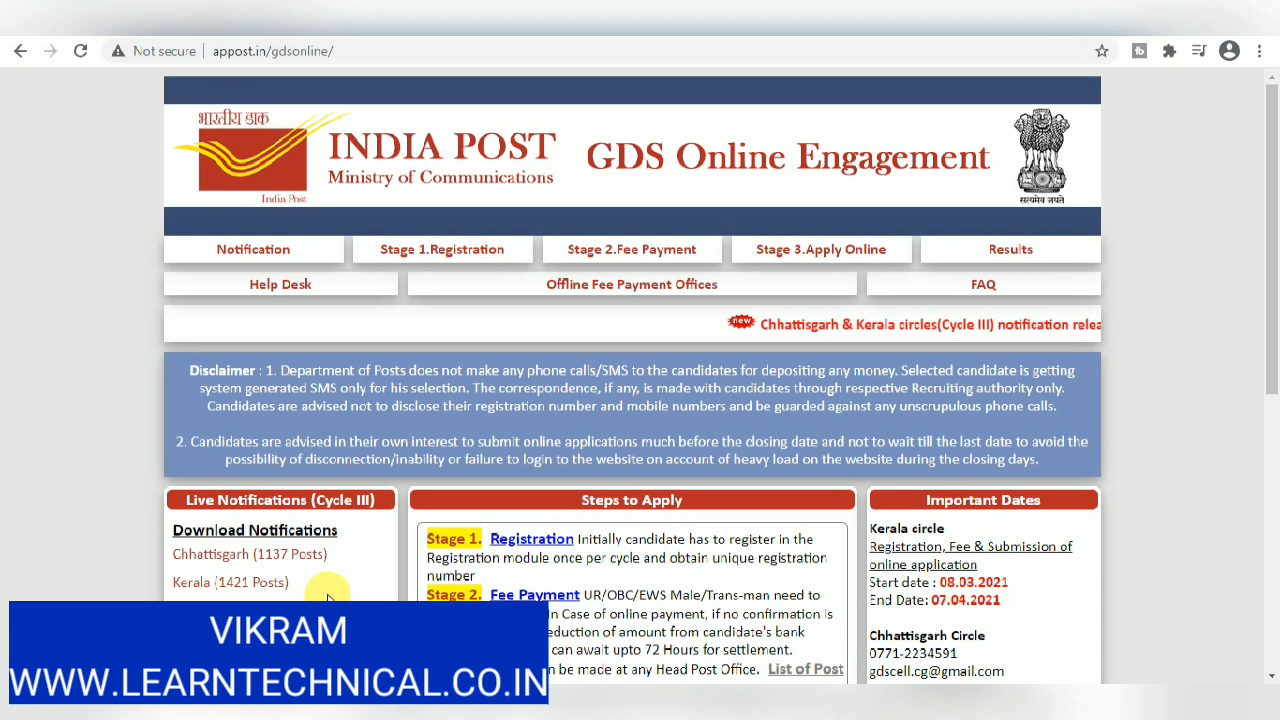 Not secure | appost.in/gdsonline/
भारतीय डाक
India Post
INDIA POST
Ministry of Communications
GDS Online Engagement
सत्यमेव जयते
Notification
Stage 1.Registration
Stage 2.Fee Payment
Stage 3.Apply Online
Results
Help Desk
Offline Fee Payment Offices
FAQ
new Chhattisgarh & Kerala circles(Cycle III) notification relea
Disclaimer : 1. Department of Posts does not make any phone calls/SMS to the candidates for depositing any money. Selected candidate is getting
system generated SMS only for his selection. The correspondence, if any, is made with candidates through respective Recruiting authority only.
Candidates are advised not to disclose their registration number and mobile numbers and be guarded against any unscrupulous phone calls.
2. Candidates are advised in their own interest to submit online applications much before the closing date and not to wait till the last date to avoid the
possibility of disconnection/inability or failure to login to the website on account of heavy load on the website during the closing days.
Live Notifications (Cycle III)
Download Notifications
Chhattisgarh (1137 Posts)
Kerala (1421 Posts)
Steps to Apply
Stage 1. Registration Initially candidate has to register in the
Registration module once per cycle and obtain unique registration
number
Stage 2. Fee Payment UR/OBC/EWS Male/Trans-man need to
in Case of online payment, if no confirmation is
eduction of amount from candidate's bank
can await upto 72 Hours for settlement.
n be made at any Head Post Office. List of Post
Important Dates
Kerala circle
Registration, Fee & Submission of
online application
Start date : 08.03.2021
End Date: 07.04.2021
Chhattisgarh Circle
0771-2234591
gdscell.cg@gmail.com
VIKRAM
WWW.LEARNTECHNICAL.CO.IN